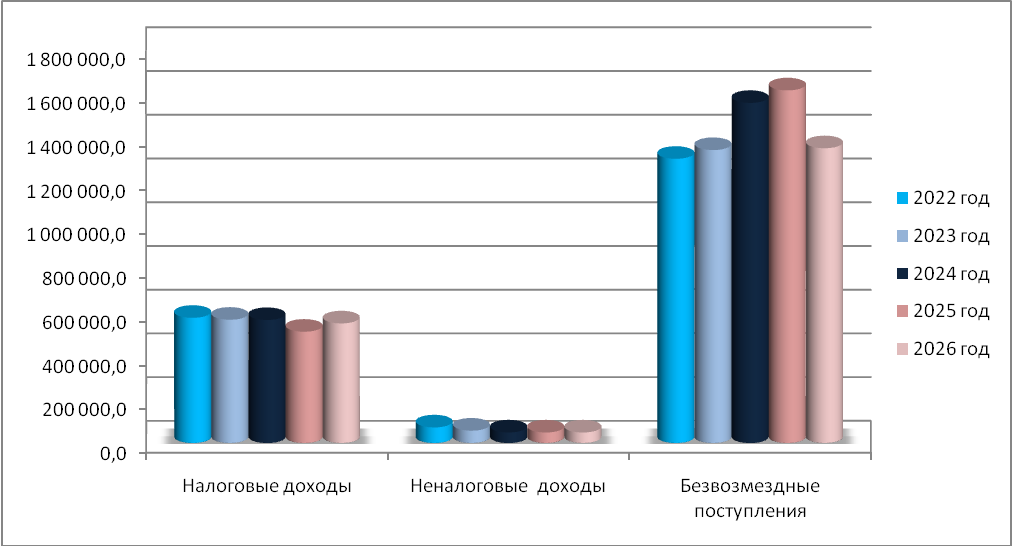 1 800 000,0
1 600 000,0
1 400 000,0
1 200 000,0
1 000 000,0
800 000,0
600 000,0
400 000,0
200 000,0
0,0
Налоговые доходы
Неналоговые доходы
Безвозмездные
поступления
2022 год
2023 год
2024 год
2025 год
2026 год